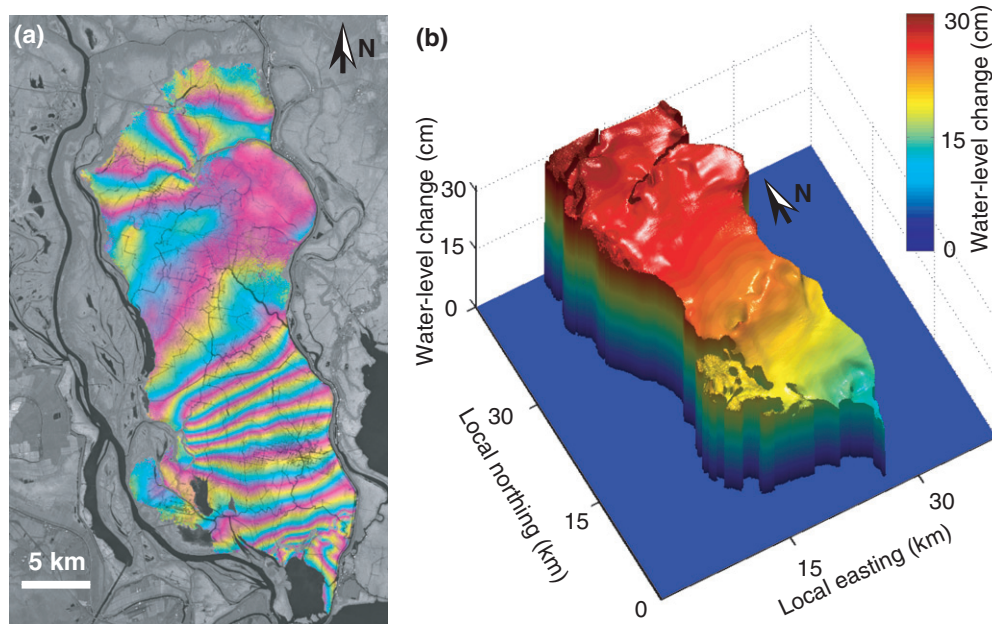 (a)
N
5 km
(b)
N
Water-level change (cm)
30
15
0
Water-level change (cm)
30
15
0
Local northing (km)
30
15
0
Local easting (km)
15
30